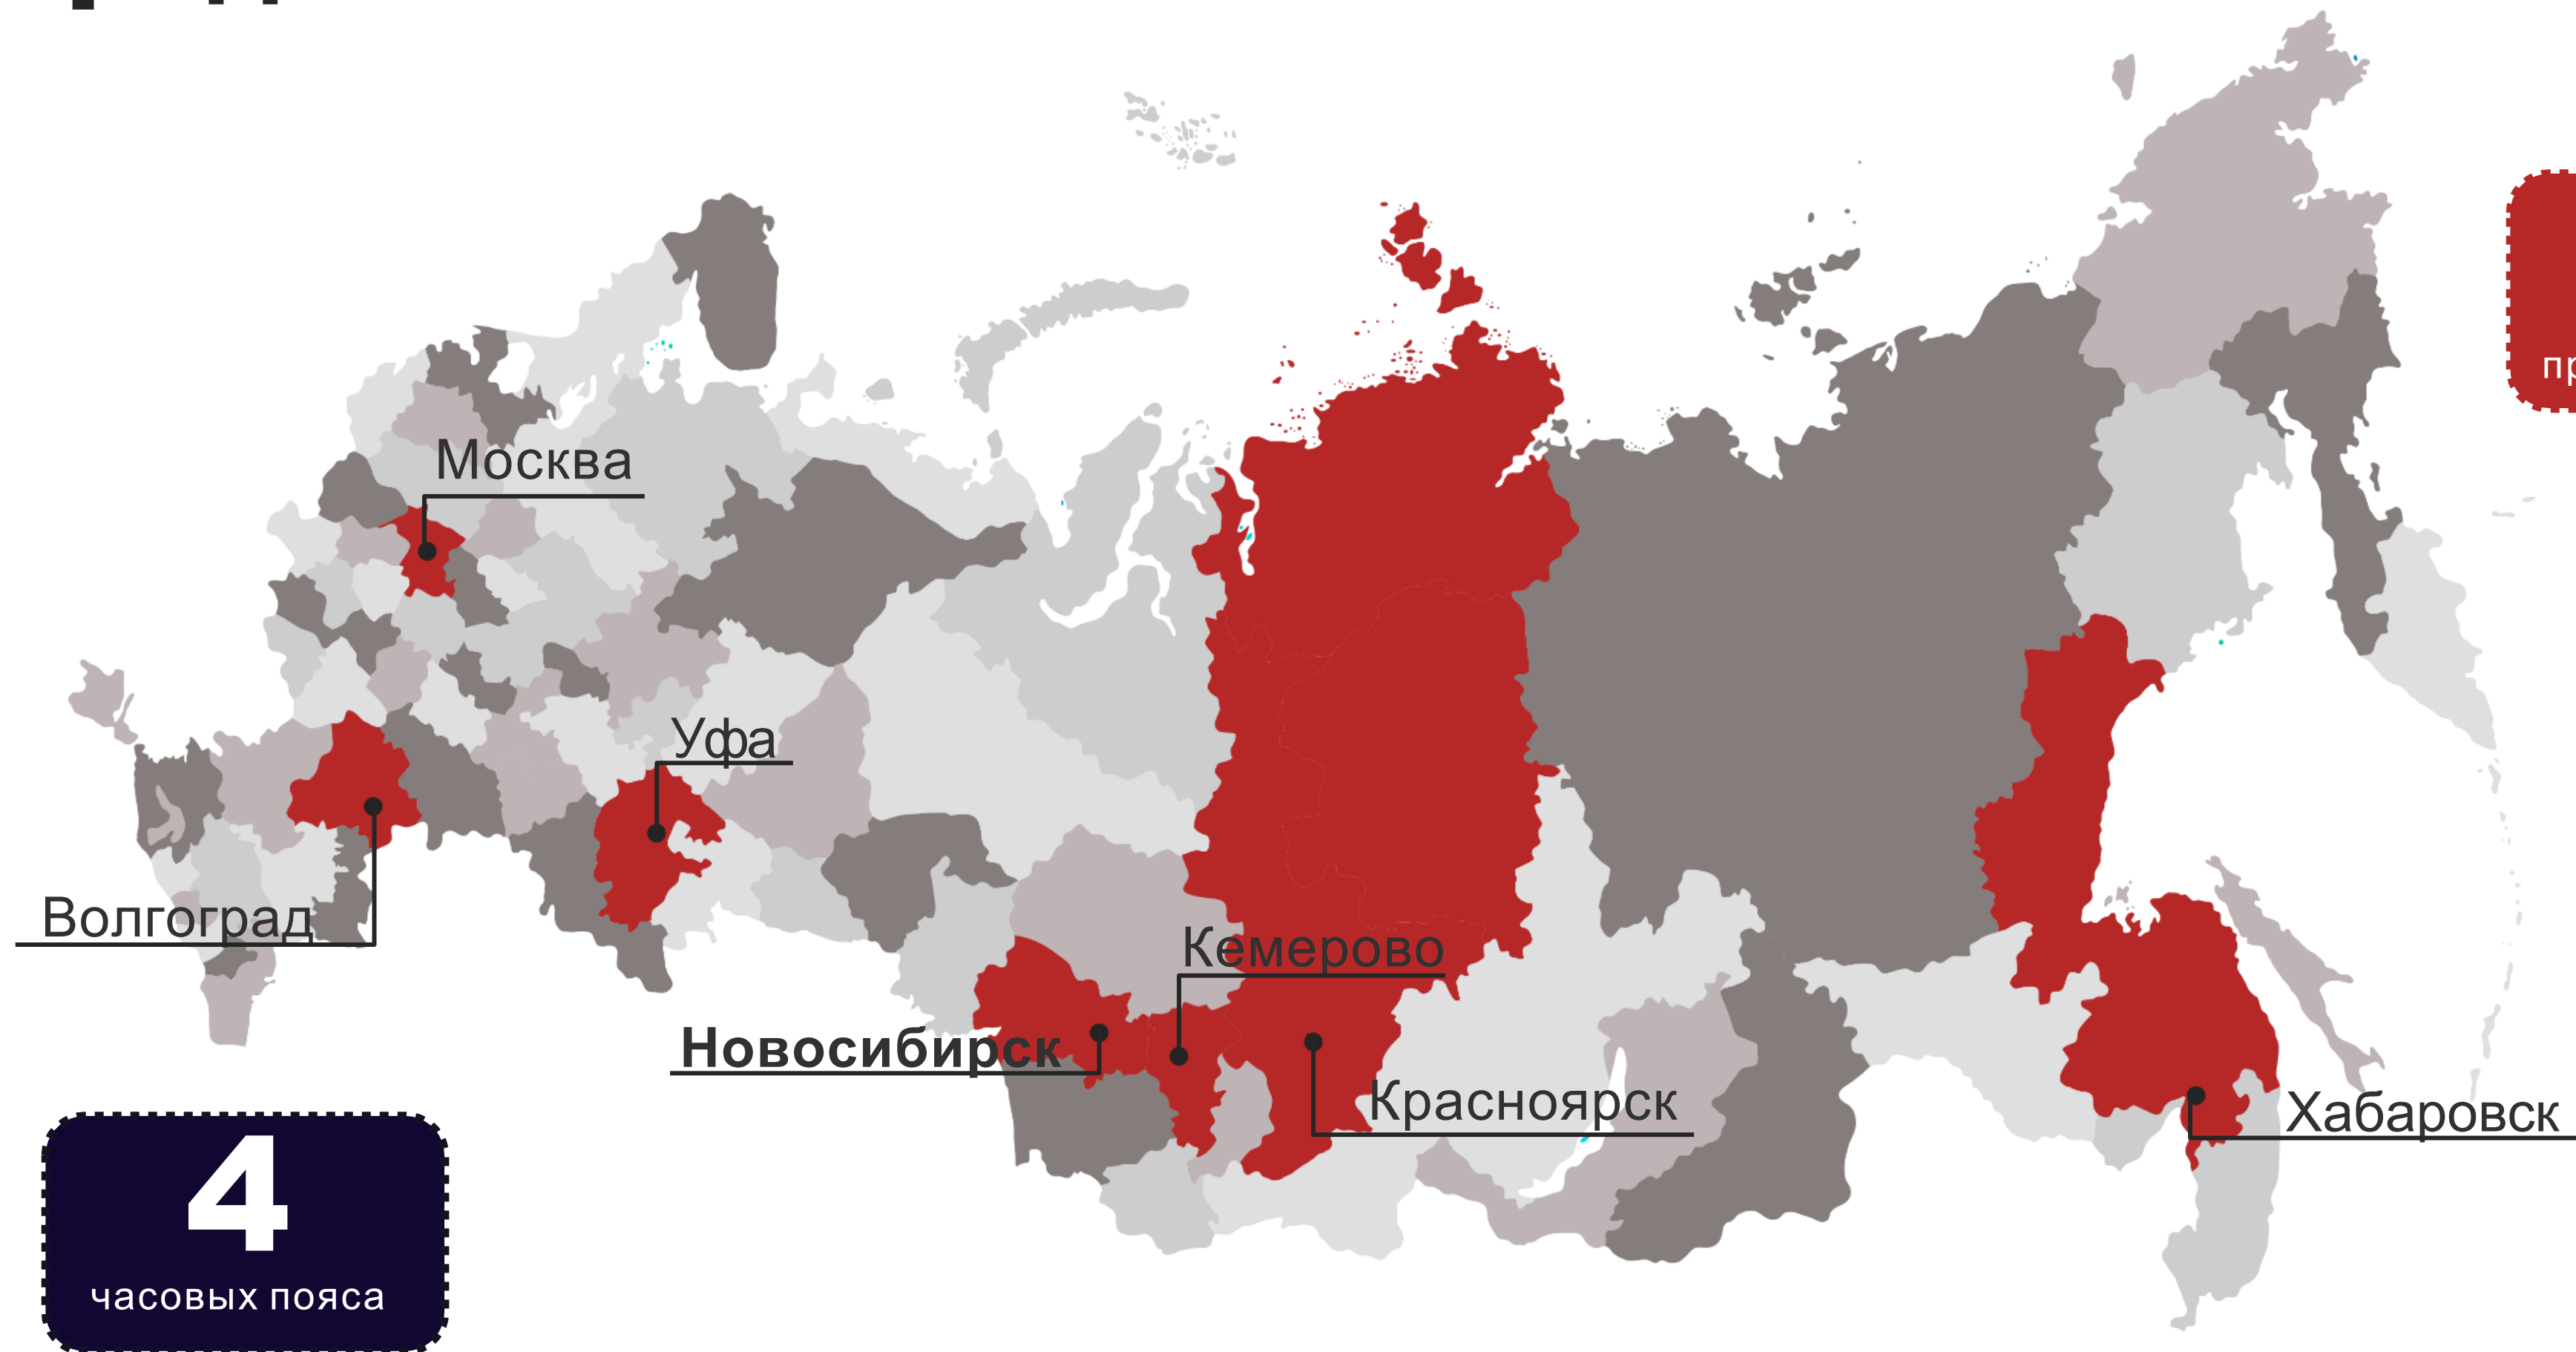 Москва
Уфа
Волгоград
Кемерово
Новосибирск
Красноярск
Хабаровск
4
часовых пояса